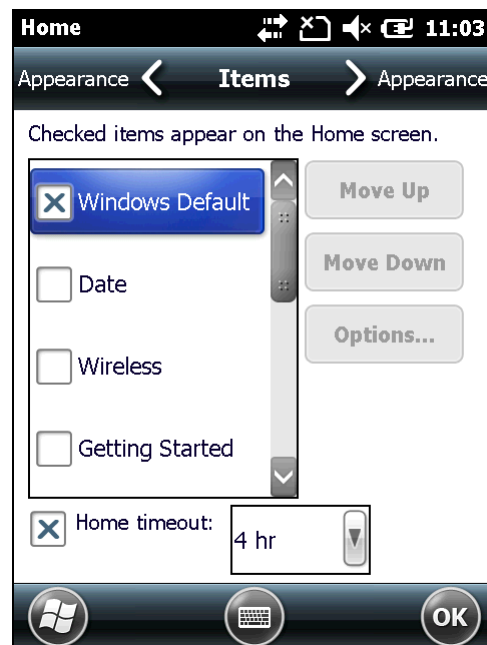 Home 11:03
Appearance Items Appearance
Checked items appear on the Home screen.
Windows Default
Move Up
Date
Move Down
Wireless
Options...
Getting Started
Home timeout: 4 hr
OK